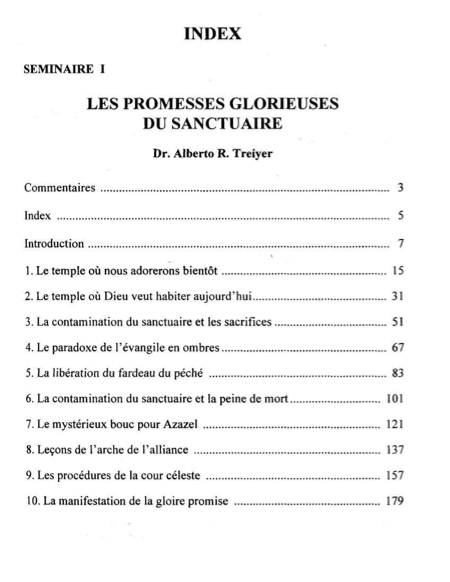 INDEX
SEMINAIRE I
LES PROMESSES GLORIEUSES
DU SANCTUAIRE
Dr. Alberto R. Treiyer
Commentaires ........ 3
Index ........ 5
Introduction ........ 7
1. Le temple où nous adorerons bientôt ........ 15
2. Le temple où Dieu veut habiter aujourd'hui ........ 31
3. La contamination du sanctuaire et les sacrifices ........ 51
4. Le paradoxe de l'évangile en ombres ........ 67
5. La libération du fardeau du péché ........ 83
6. La contamination du sanctuaire et la peine de mort ........ 101
7. Le mystérieux bouc pour Azazel ........ 121
8. Leçons de l'arche de l'alliance ........ 137
9. Les procédures de la cour céleste ........ 157
10. La manifestation de la gloire promise ........ 179